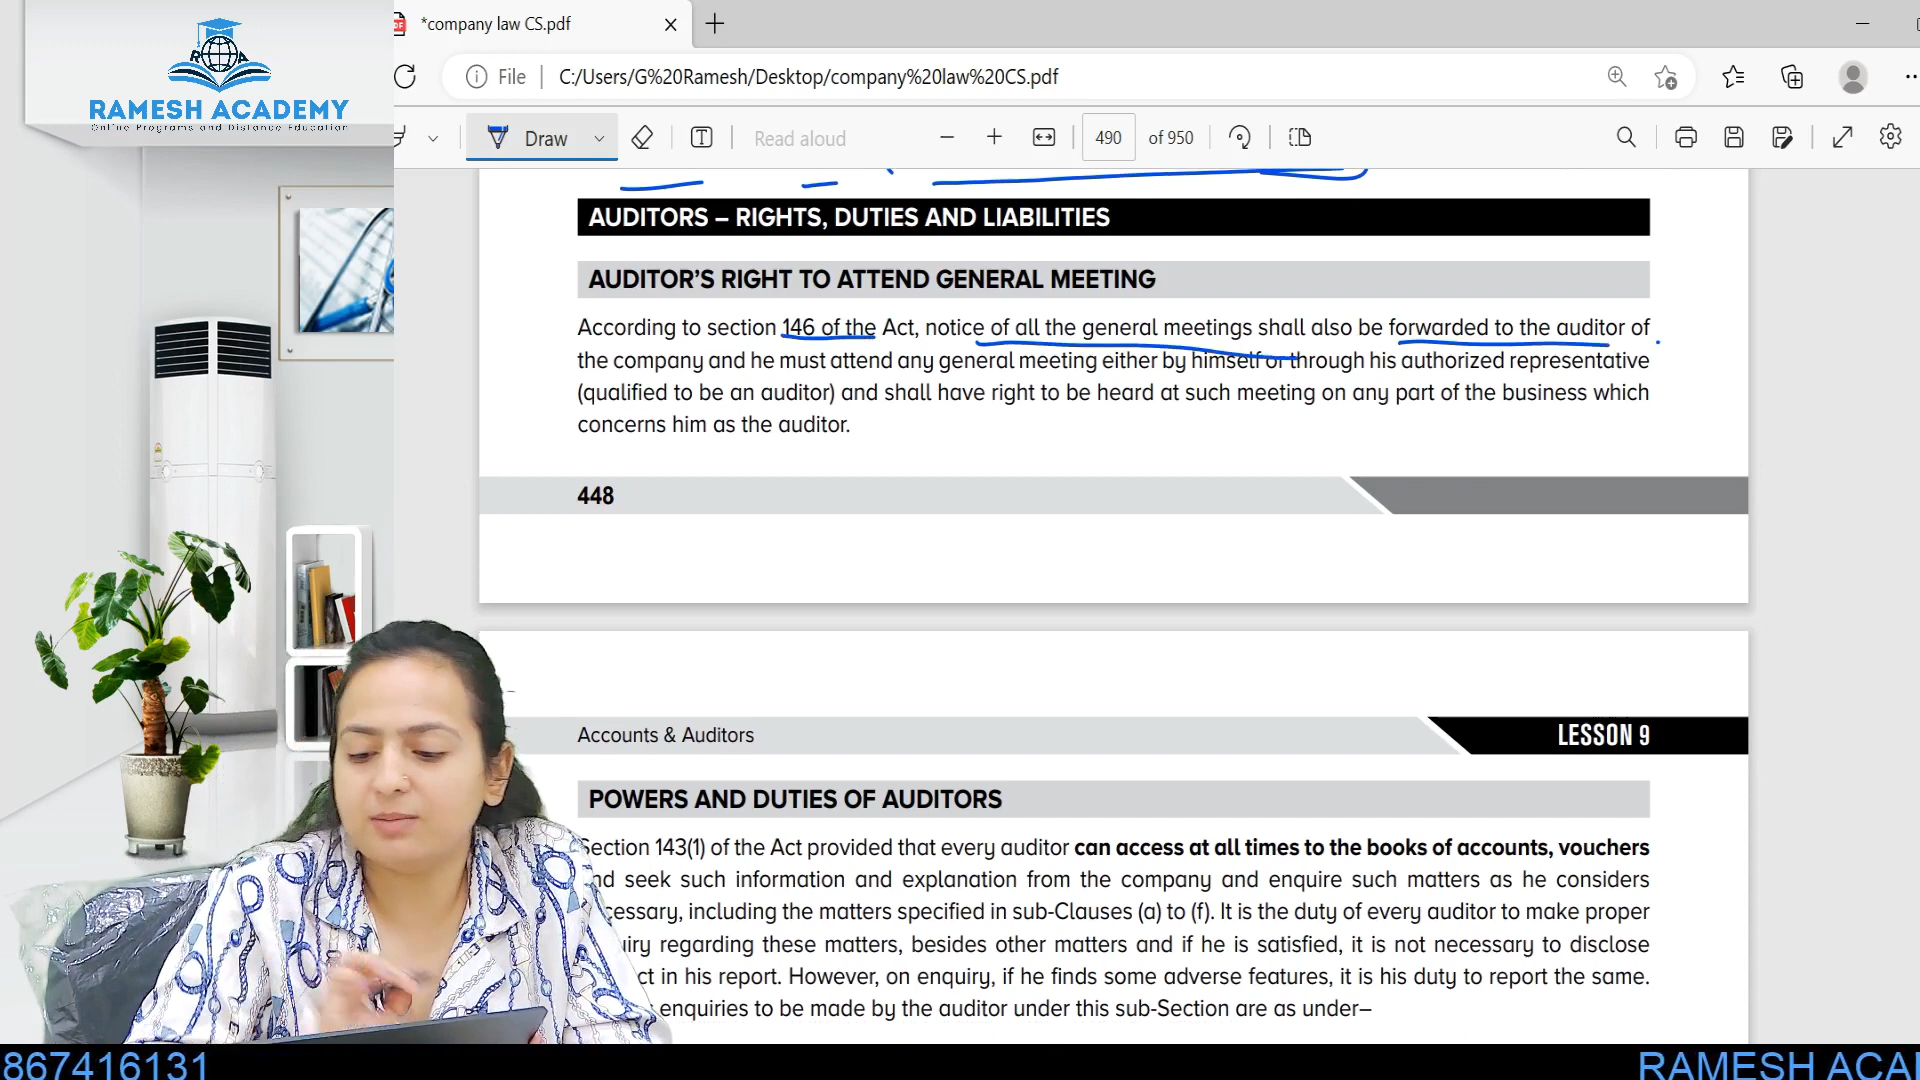 *company law CS.pdf
RAMESH ACADEMY
Online Programs and Distance Education
File
C:/Users/G%20Ramesh/Desktop/company%20law%20CS.pdf
Draw
Read aloud
490 of 950
AUDITORS – RIGHTS, DUTIES AND LIABILITIES
AUDITOR'S RIGHT TO ATTEND GENERAL MEETING
According to section 146 of the Act, notice of all the general meetings shall also be forwarded to the auditor of
the company and he must attend any general meeting either by himself or through his authorized representative
(qualified to be an auditor) and shall have right to be heard at such meeting on any part of the business which
concerns him as the auditor.
448
Accounts & Auditors
LESSON 9
POWERS AND DUTIES OF AUDITORS
Section 143(1) of the Act provided that every auditor can access at all times to the books of accounts, vouchers
seek such information and explanation from the company and enquire such matters as he considers
including the matters specified in sub-Clauses (a) to (f). It is the duty of every auditor to make proper
regarding these matters, besides other matters and if he is satisfied, it is not necessary to disclose
in his report. However, on enquiry, if he finds some adverse features, it is his duty to report the same.
enquiries to be made by the auditor under this sub-Section are as under–
867416131
RAMESH ACA